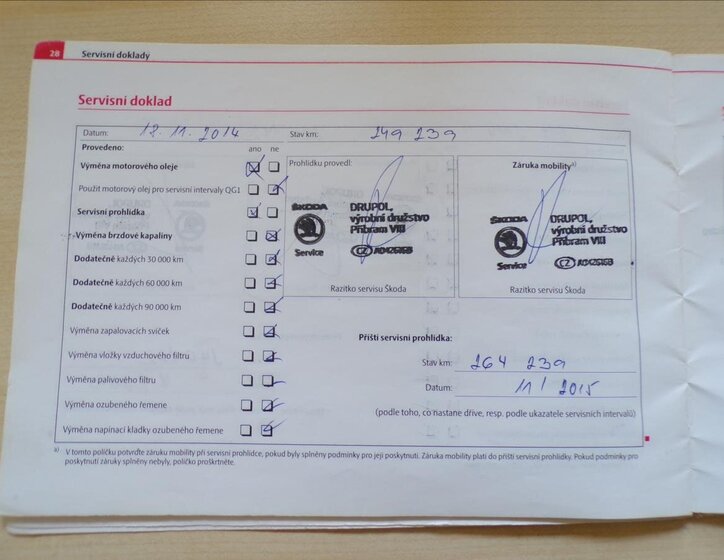 28 Servisní doklady
Servisní doklad
Datum: 12. 11. 2014 Stav km: 249 239
Provedeno: ano ne
Výměna motorového oleje
Použit motorový olej pro servisní intervaly QG1
Servisní prohlídka
Výměna brzdové kapaliny
Dodatečně každých 30 000 km
Dodatečně každých 60 000 km
Dodatečně každých 90 000 km
Výměna zapalovacích svíček
Výměna vložky vzduchového filtru
Výměna palivového filtru
Výměna ozubeného řemene
Výměna napínací kladky ozubeného řemene
Prohlídku provedl:
ŠKODA
Service
DRUPOL,
výrobní družstvo
Příbram VIII
CZ
Razítko servisu Škoda
Záruka mobility a)
ŠKODA
Service
DRUPOL,
výrobní družstvo
Příbram VIII
CZ
Razítko servisu Škoda
Příští servisní prohlídka:
Stav km: 264 239
Datum: 11 / 2015
(podle toho, co nastane dříve, resp. podle ukazatele servisních intervalů)
a) V tomto políčku potvrďte záruku mobility při servisní prohlídce, pokud byly splněny podmínky pro její poskytnutí. Záruka mobility platí do příští servisní prohlídky. Pokud podmínky pro
poskytnutí záruky splněny nebyly, políčko proškrtněte.